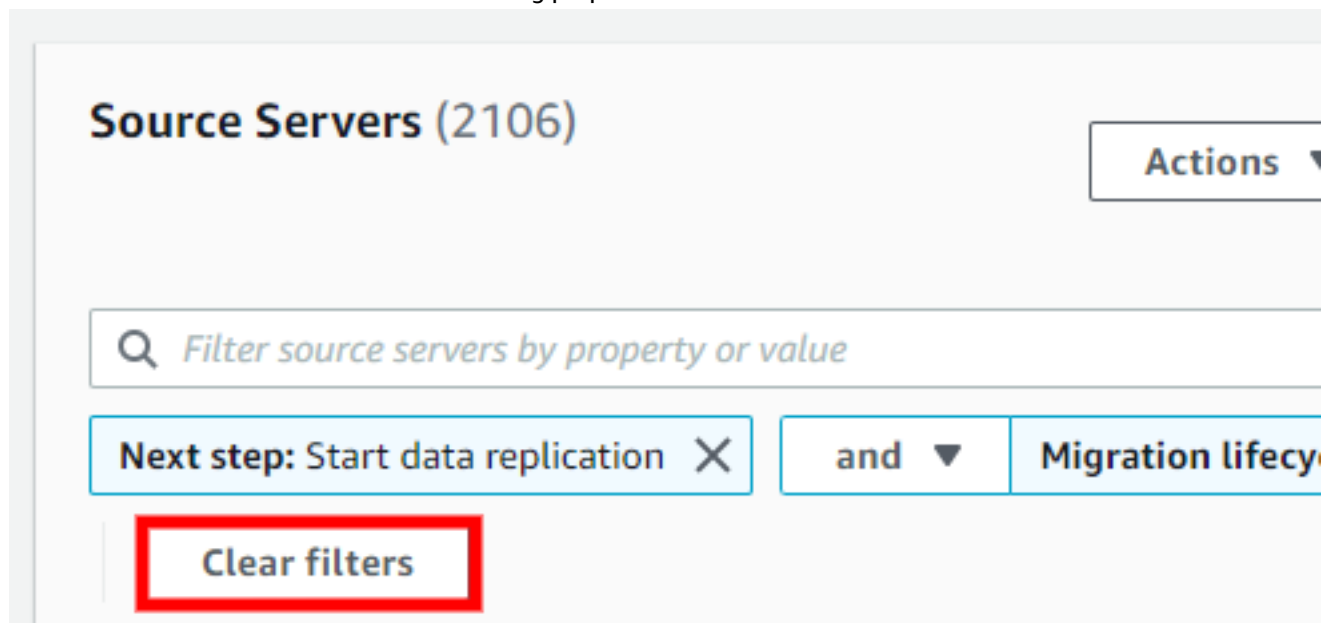 Source Servers (2106)
Actions
Filter source servers by property or value
Next step: Start data replication and Migration
Clear filters